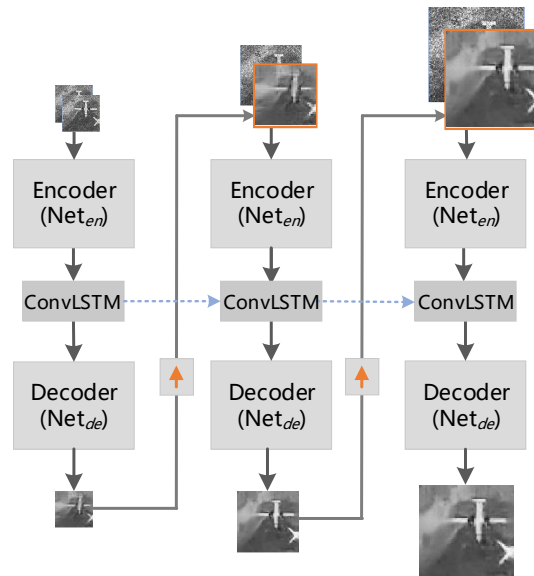 Encoder
(Net_en)
Encoder
(Net_en)
Encoder
(Net_en)
ConvLSTM
ConvLSTM
ConvLSTM
Decoder
(Net_de)
Decoder
(Net_de)
Decoder
(Net_de)